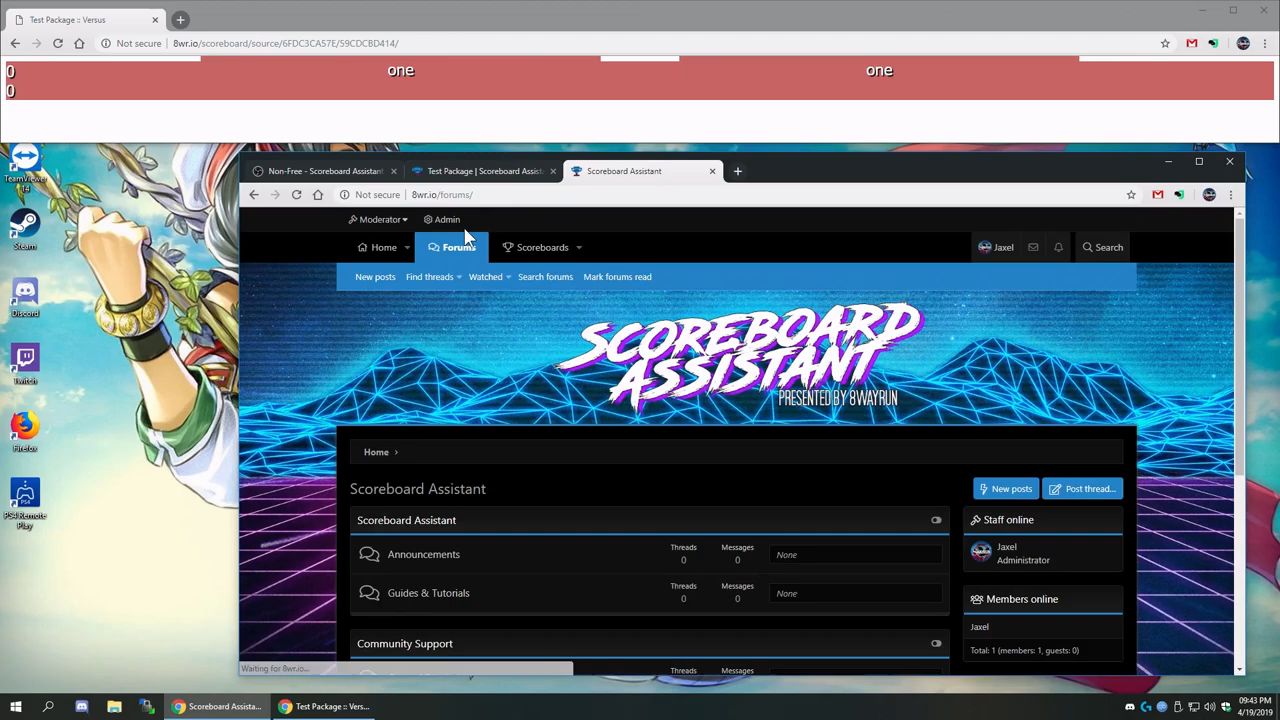 Test Package :: Versus
Not secure
8wr.io/scoreboard/source/6FDC3CA57E/59CDCBD414/
0
one
one
0
TeamViewer
14
Steam
Discord
Twitch
Firefox
PS4 Remote
Play
Non-Free - Scoreboard Assistant
Test Package | Scoreboard Assist
Scoreboard Assistant
Not secure
8wr.io/forums/
Moderator
Admin
Home
Forums
Scoreboards
Jaxel
Search
New posts
Find threads
Watched
Search forums
Mark forums read
SCOREBOARD
ASSISTANT
PRESENTED BY 8WAYRUN
Home
Scoreboard Assistant
New posts
Post thread...
Scoreboard Assistant
Announcements
Threads
0
Messages
0
None
Guides & Tutorials
Threads
0
Messages
0
None
Community Support
Threads
Messages
Staff online
Jaxel
Administrator
Members online
Jaxel
Total: 1 (members: 1, guests: 0)
Waiting for 8wr.io...
Scoreboard Assista...
Test Package :: Vers...
09:43 PM
4/19/2019